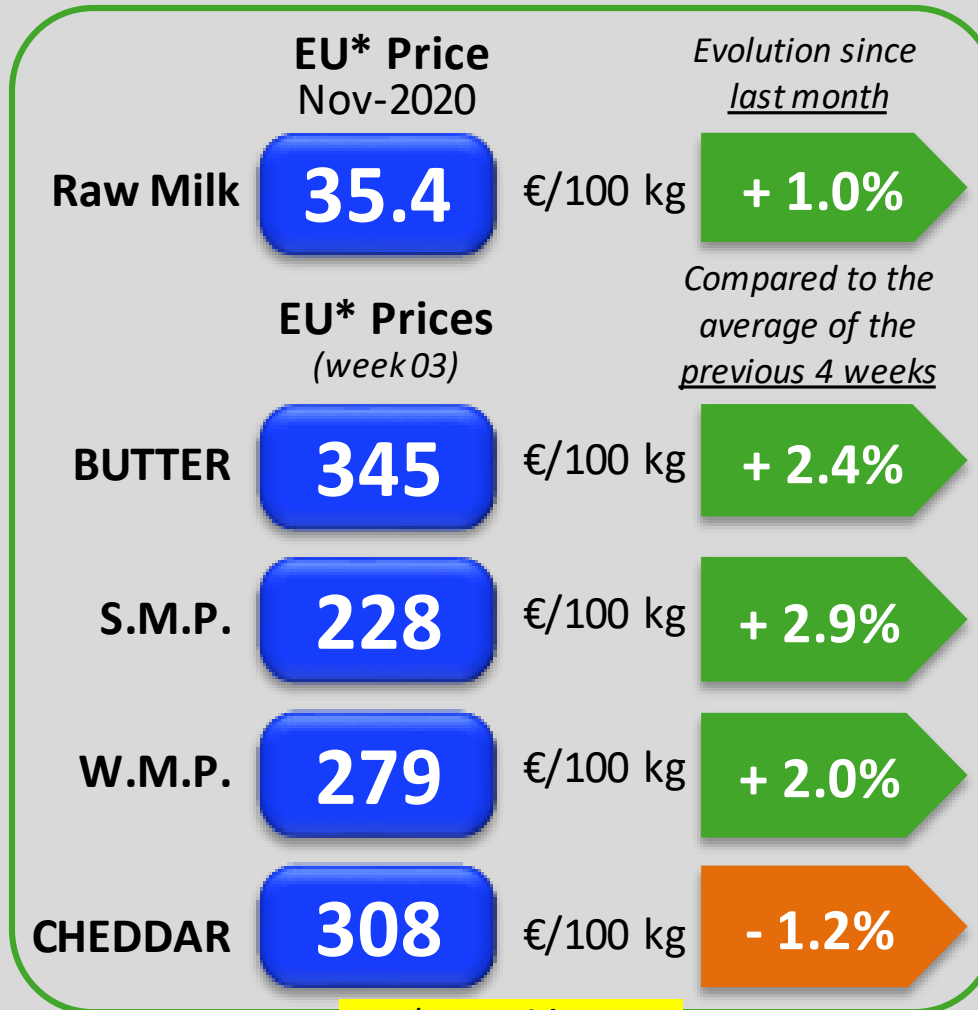 EU* Price
Nov-2020
Evolution since
last month
Raw Milk 35.4 €/100 kg + 1.0%
EU* Prices
(week 03)
Compared to the
average of the
previous 4 weeks
BUTTER 345 €/100 kg + 2.4%
S.M.P. 228 €/100 kg + 2.9%
W.M.P. 279 €/100 kg + 2.0%
CHEDDAR 308 €/100 kg - 1.2%